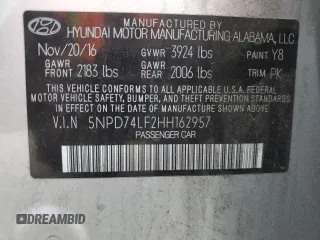 MANUFACTURED BY
HYUNDAI MOTOR MANUFACTURING ALABAMA, LLC
Nov/20/16 GVWR 3924 lbs PAINT Y8
GAWR FRONT 2183 lbs GAWR REAR 2006 lbs TRIM PK
THIS VEHICLE CONFORMS TO ALL APPLICABLE U.S. FEDERAL MOTOR VEHICLE
SAFETY, BUMPER, AND THEFT PREVENTION STANDARDS IN
EFFECT ON THE DATE OF MANUFACTURE SHOWN ABOVE.
V.I.N 5NPD74LF2HH162957
PASSENGER CAR
DREAMBID